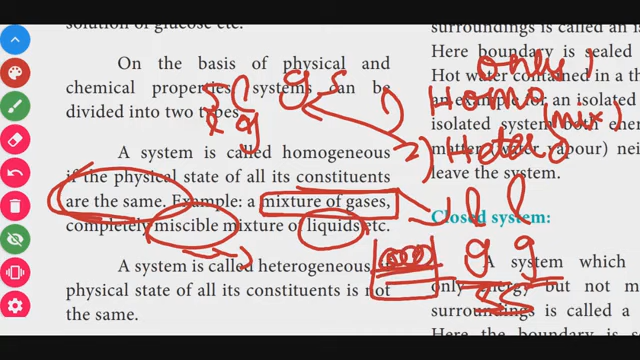 solution of glucose etc.
On the basis of physical and
chemical properties, systems can be
divided into two types
A system is called homogeneous
if the physical state of all its constituents
are the same. Example: a mixture of gases,
completely miscible mixture of liquids etc.
A system is called heterogeneous, if
physical state of all its constituents is not
the same.
g s
l
g
only
Homo (mix)
Hetero
l l
g g
surroundings is called an i
Here boundary is sealed
Hot water contained in a t
an example for an isolated
isolated system both ener
matter (water vapour) nei
leave the system.
Closed system:
A system which
only energy but not m
surroundings is called a
Here the boundary is s